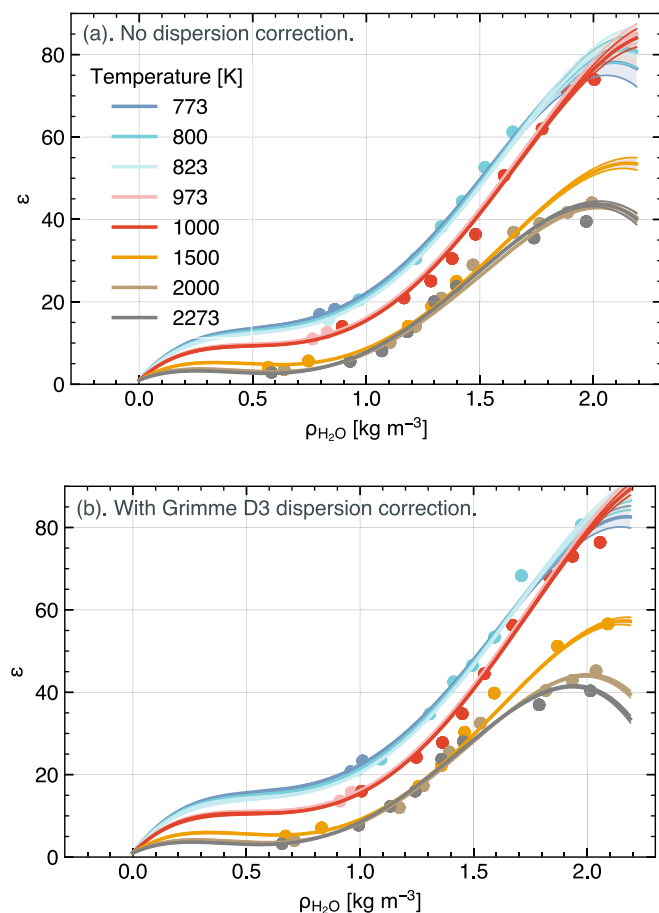 (a). No dispersion correction.
Temperature [K]
773
800
823
973
1000
1500
2000
2273
80
60
40
20
0
ε
0.0 0.5 1.0 1.5 2.0
ρH₂O [kg m⁻³]
(b). With Grimme D3 dispersion correction.
80
60
40
20
0
ε
0.0 0.5 1.0 1.5 2.0
ρH₂O [kg m⁻³]